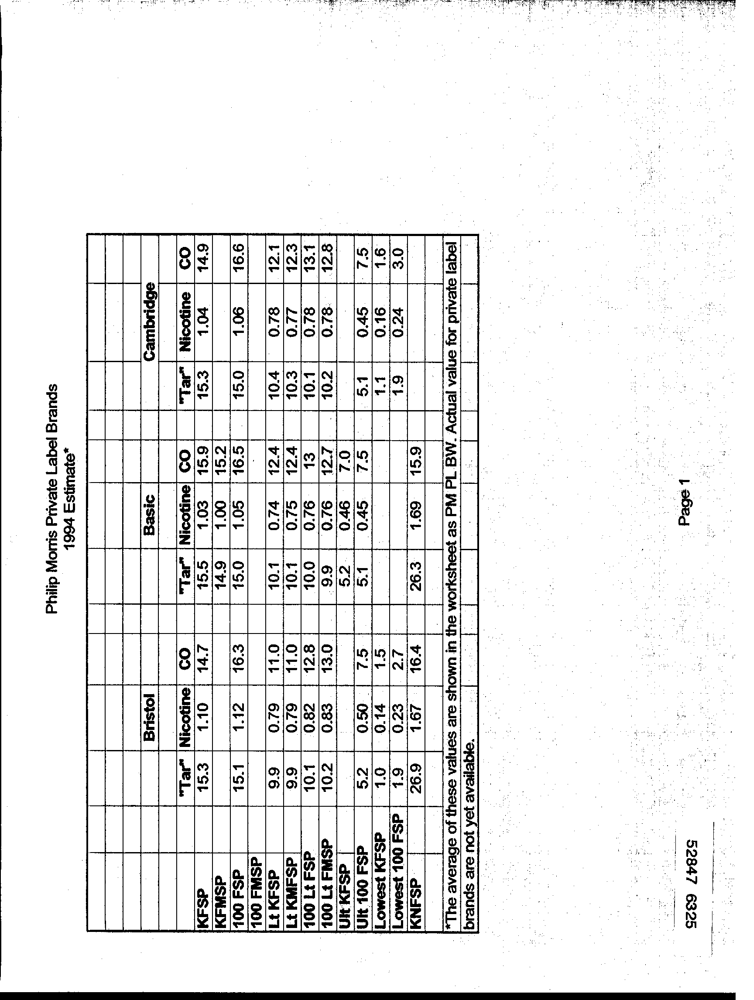 Philip Morris Private Label Brands
1994 Estimate*
Bristol Basic Cambridge
"Tar" Nicotine CO "Tar" Nicotine CO "Tar" Nicotine CO
KFSP 15.3 1.10 14.7 15.5 1.03 15.9 15.3 1.04 14.9
KFMSP 14.9 1.00 15.2
100 FSP 15.1 1.12 16.3 15.0 1.05 16.5 15.0 1.06 16.6
100 FMSP
Lt KFSP 9.9 0.79 11.0 10.1 0.74 12.4 10.4 0.78 12.1
Lt KMFSP 9.9 0.79 11.0 10.1 0.75 12.4 10.3 0.77 12.3
100 Lt FSP 10.1 0.82 12.8 10.0 0.76 13 10.1 0.78 13.1
100 Lt FMSP 10.2 0.83 13.0 9.9 0.76 12.7 10.2 0.78 12.8
Ult KFSP 5.2 0.46 7.0
Ult 100 FSP 5.2 0.50 7.5 5.1 0.45 7.5 5.1 0.45 7.5
Lowest KFSP 1.0 0.14 1.5 1.1 0.16 1.6
Lowest 100 FSP 1.9 0.23 2.7 1.9 0.24 3.0
KNFSP 26.9 1.67 16.4 26.3 1.69 15.9
*The average of these values are shown in the worksheet as PM PL BW. Actual value for private label
brands are not yet available.
Page 1
52847 6325